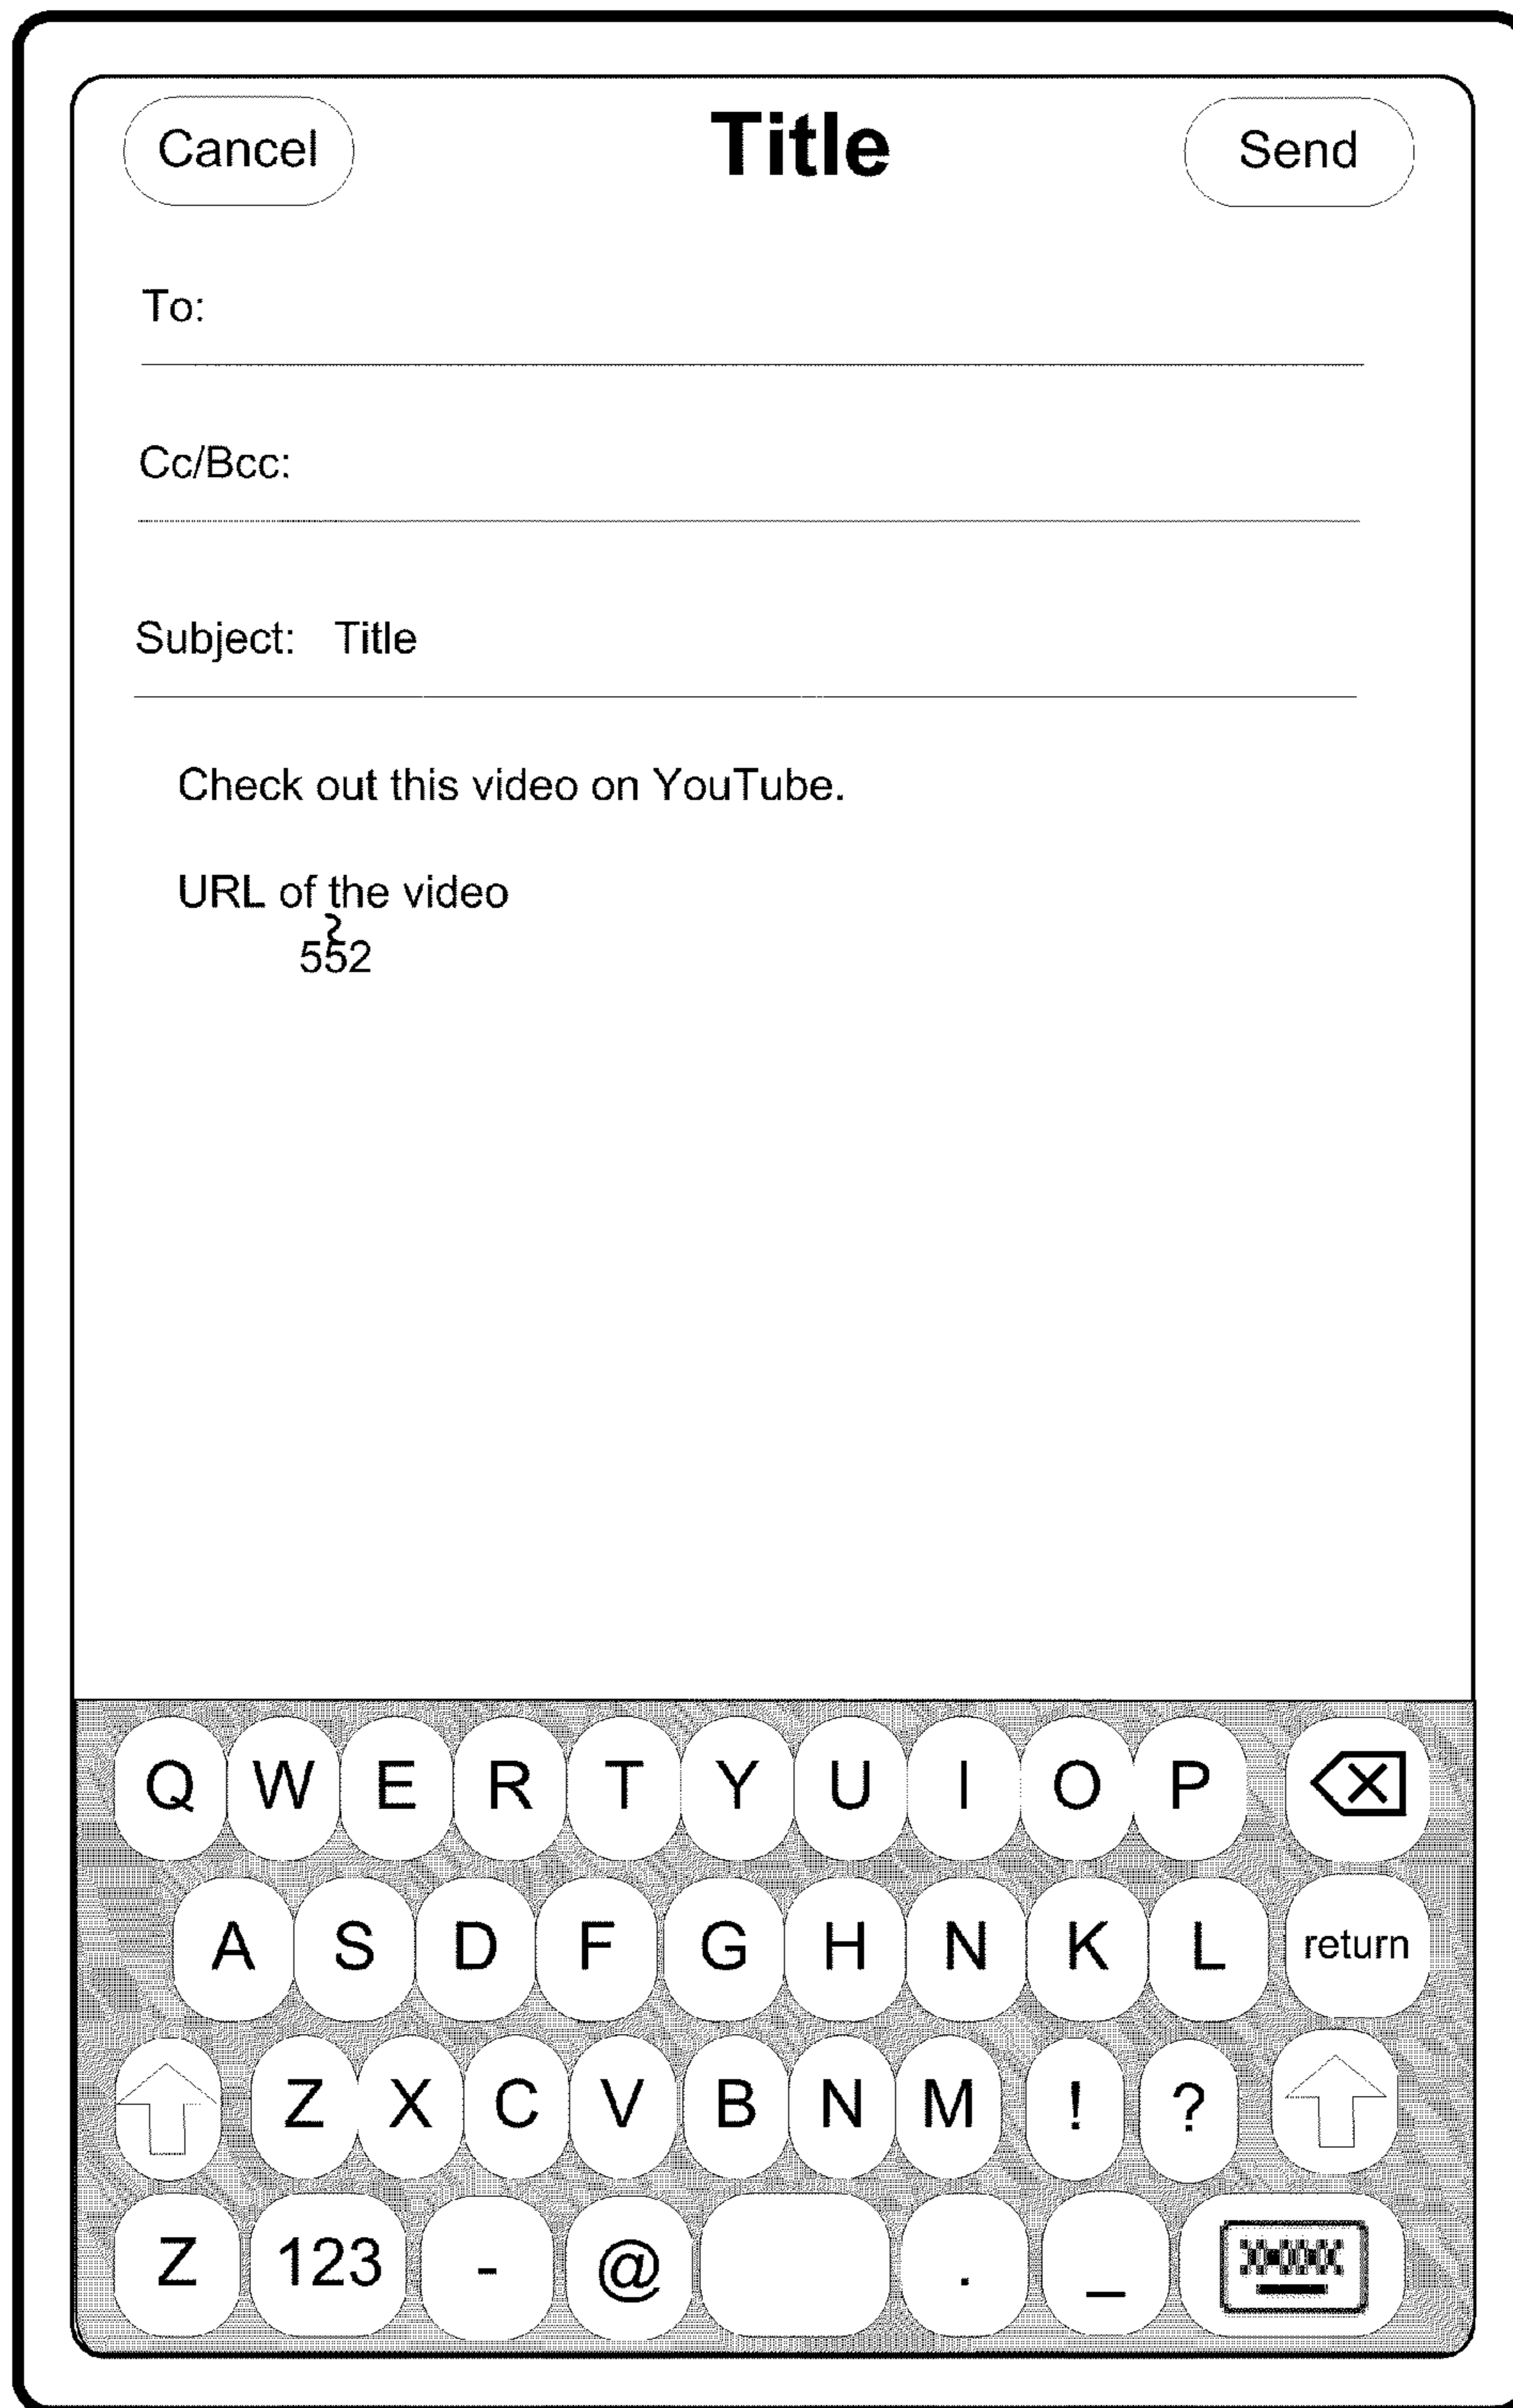 Cancel Title Send
To:
Cc/Bcc:
Subject: Title
Check out this video on YouTube.
URL of the video
552
Q W E R T Y U I O P
A S D F G H N K L return
Z X C V B N M ! ?
Z 123 - @ . _